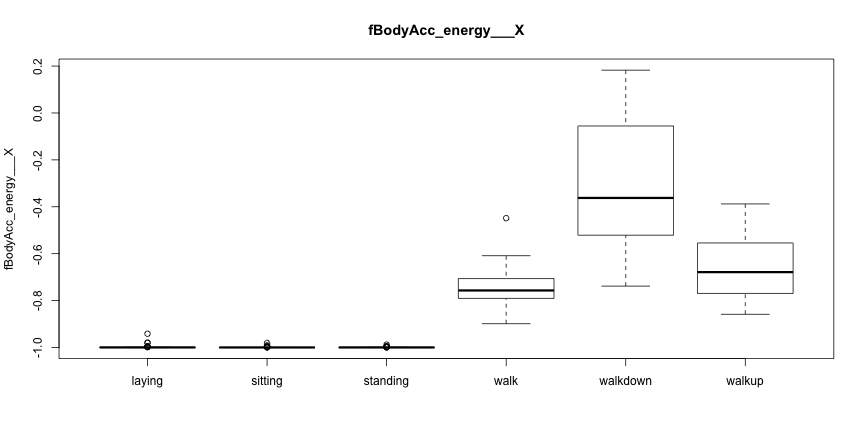 fBodyAcc_energy___X
fBodyAcc_energy___X
0.2
0.0
-0.2
-0.4
-0.6
-0.8
-1.0
laying sitting standing walk walkdown walkup